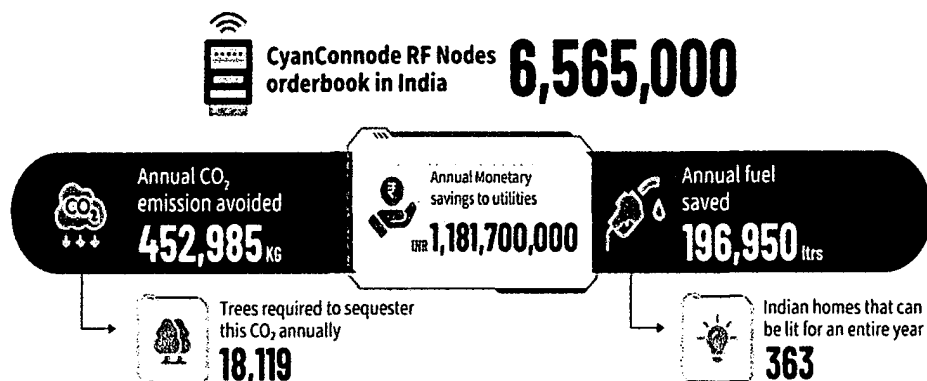 CyanConnode RF Nodes
orderbook in India
6,565,000
Annual CO₂
emission avoided
452,985 KG
CO₂
Annual Monetary
savings to utilities
INR 1,181,700,000
₹
Annual fuel
saved
196,950 ltrs
Trees required to sequester
this CO₂ annually
18,119
Indian homes that can
be lit for an entire year
363